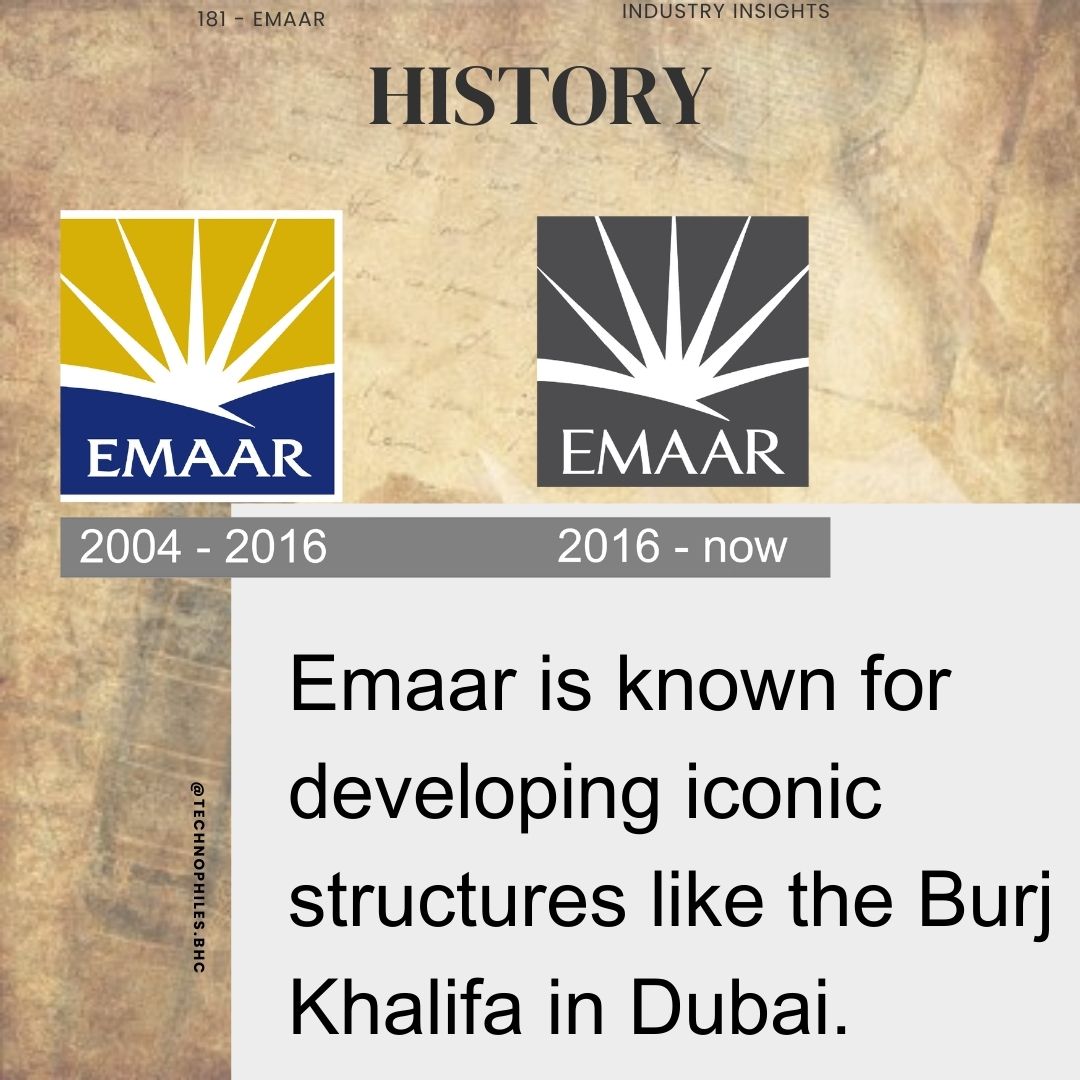 181 - EMAAR
INDUSTRY INSIGHTS
HISTORY
EMAAR
EMAAR
2004 - 2016
2016 - now
Emaar is known for
developing iconic
structures like the Burj
Khalifa in Dubai.
@TECHNOPHILES.BHC